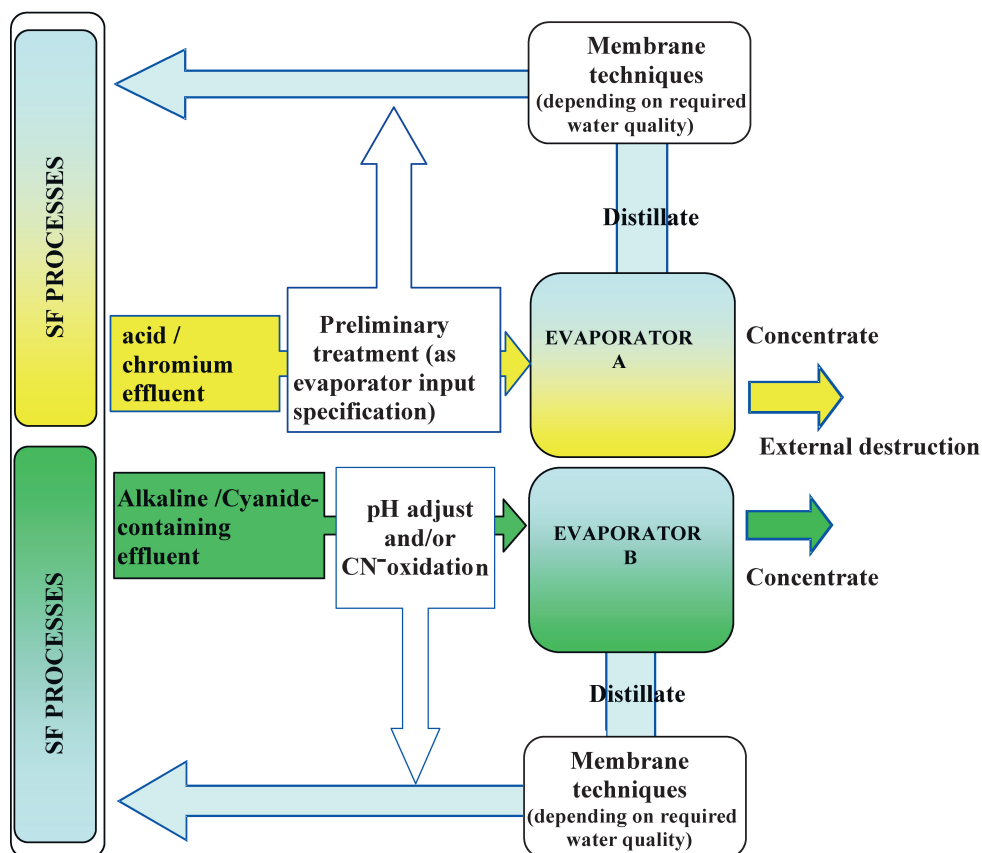 SF PROCESSES
Membrane
techniques
(depending on required
water quality)
Distillate
acid /
chromium
effluent
Preliminary
treatment (as
evaporator input
specification)
EVAPORATOR
A
Concentrate
External destruction
SF PROCESSES
Alkaline /Cyanide-
containing
effluent
pH adjust
and/or
CN⁻oxidation
EVAPORATOR
B
Concentrate
Distillate
Membrane
techniques
(depending on required
water quality)